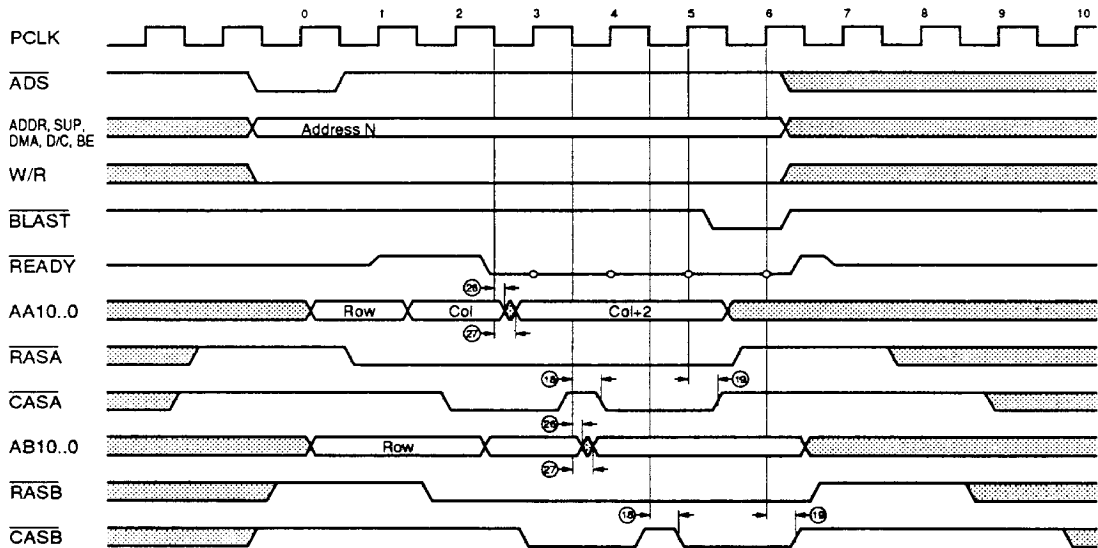 0 1 2 3 4 5 6 7 8 9 10
PCLK
ADS
ADDR, SUP,
DMA, D/C, BE
Address N
W/R
BLAST
READY
26
AA10..0 Row Col Col+2
27
RASA
18 19
CASA
26
AB10..0 Row
27
RASB
18 19
CASB